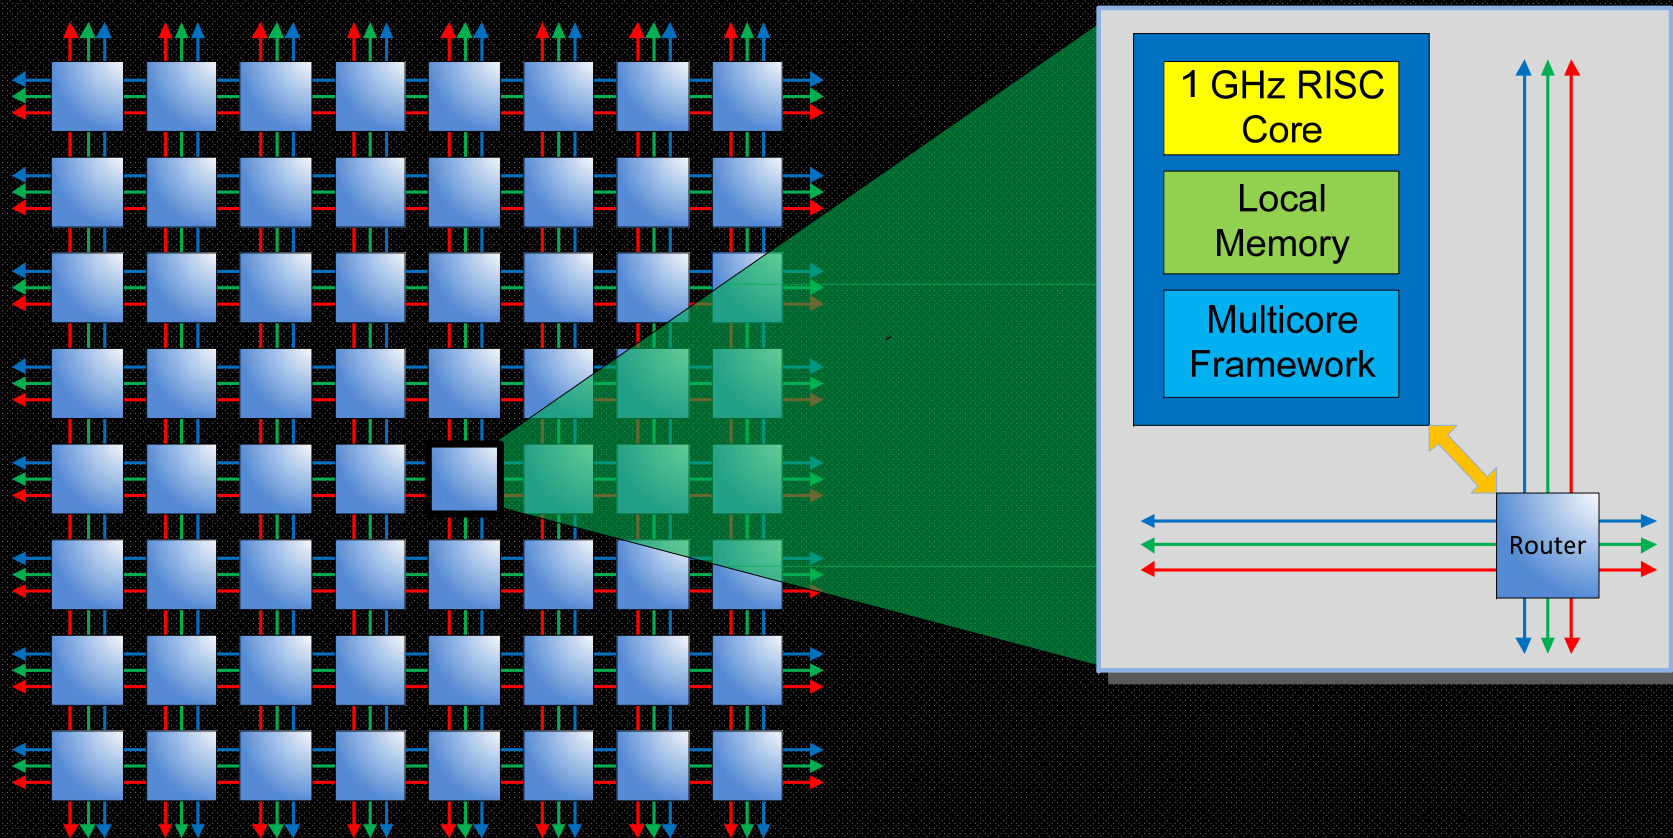 1 GHz RISC
Core
Local
Memory
Multicore
Framework
Router